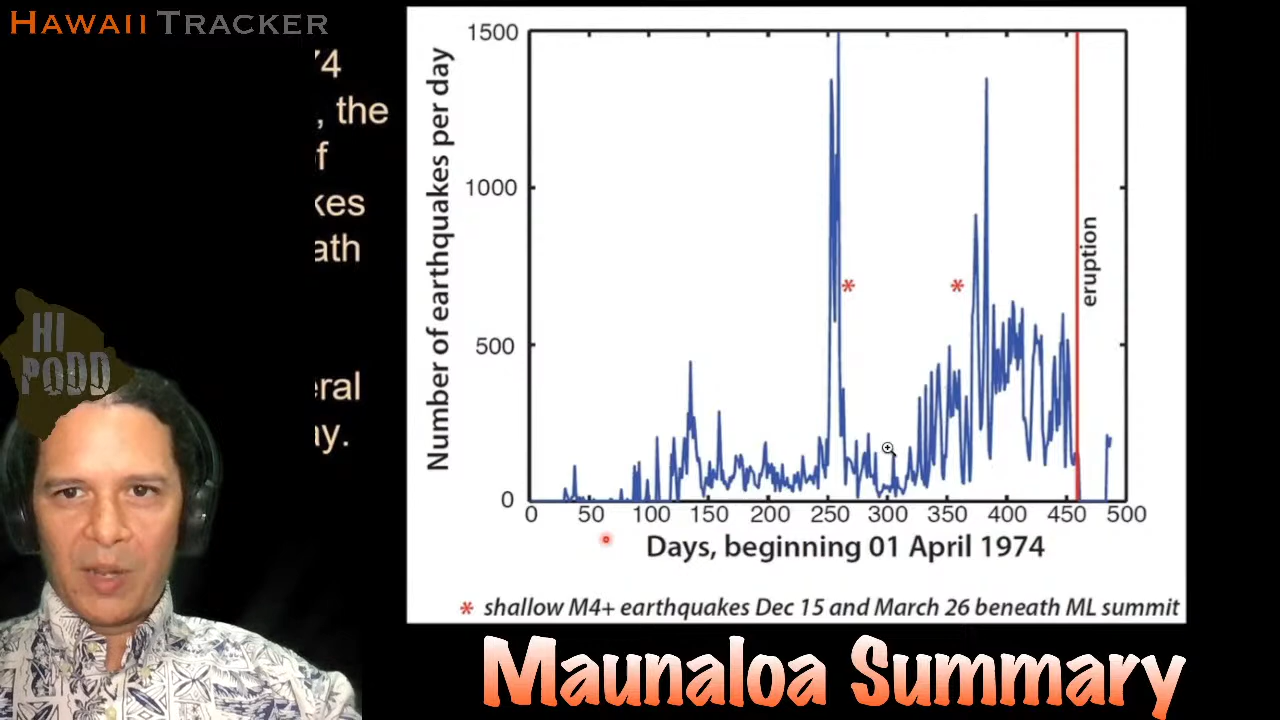 HAWAII TRACKER
74
, the
of
kes
ath
eral
ay.
HI
PODD
Number of earthquakes per day
1500
1000
500
0
0 50 100 150 200 250 300 350 400 450 500
eruption
*
*
Days, beginning 01 April 1974
* shallow M4+ earthquakes Dec 15 and March 26 beneath ML summit
Maunaloa Summary